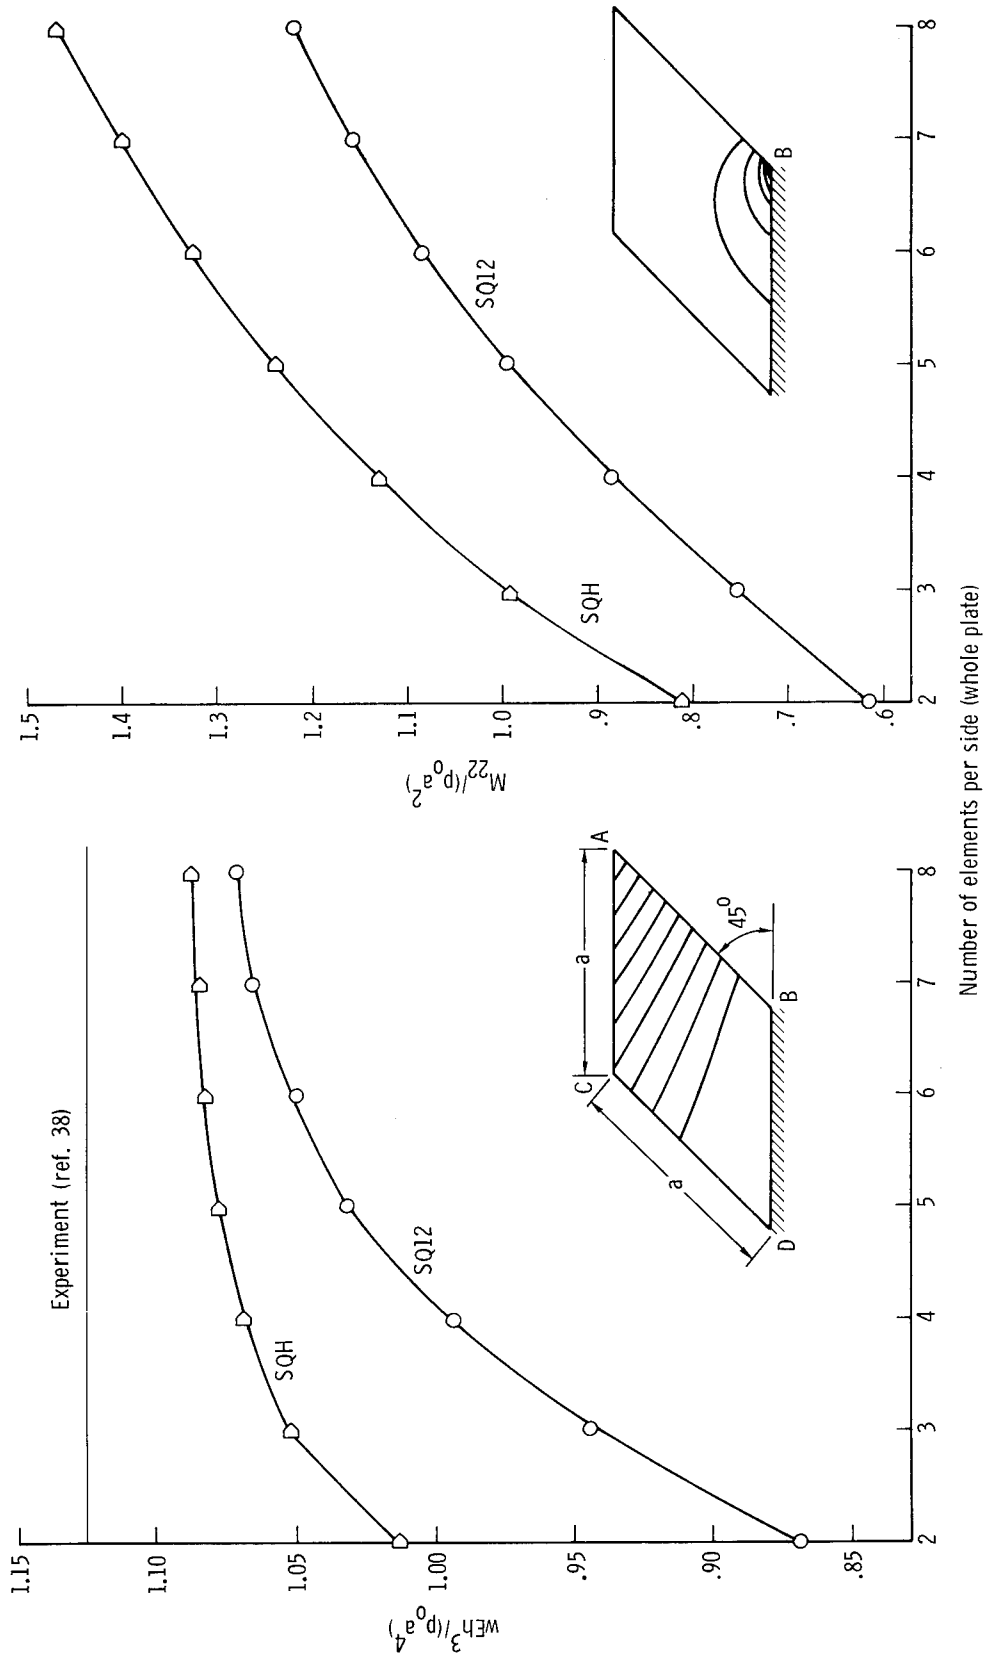 Experiment (ref. 38)
1.15
1.10
1.05
1.00
.95
.90
.85
wEh³/(p₀a⁴)
SQH
SQ12
2
3
4
5
6
7
8
A
B
C
D
a
a
45⁰
1.5
1.4
1.3
1.2
1.1
1.0
.9
.8
.7
.6
M₂₂/(p₀a²)
SQH
SQ12
2
3
4
5
6
7
8
B
Number of elements per side (whole plate)